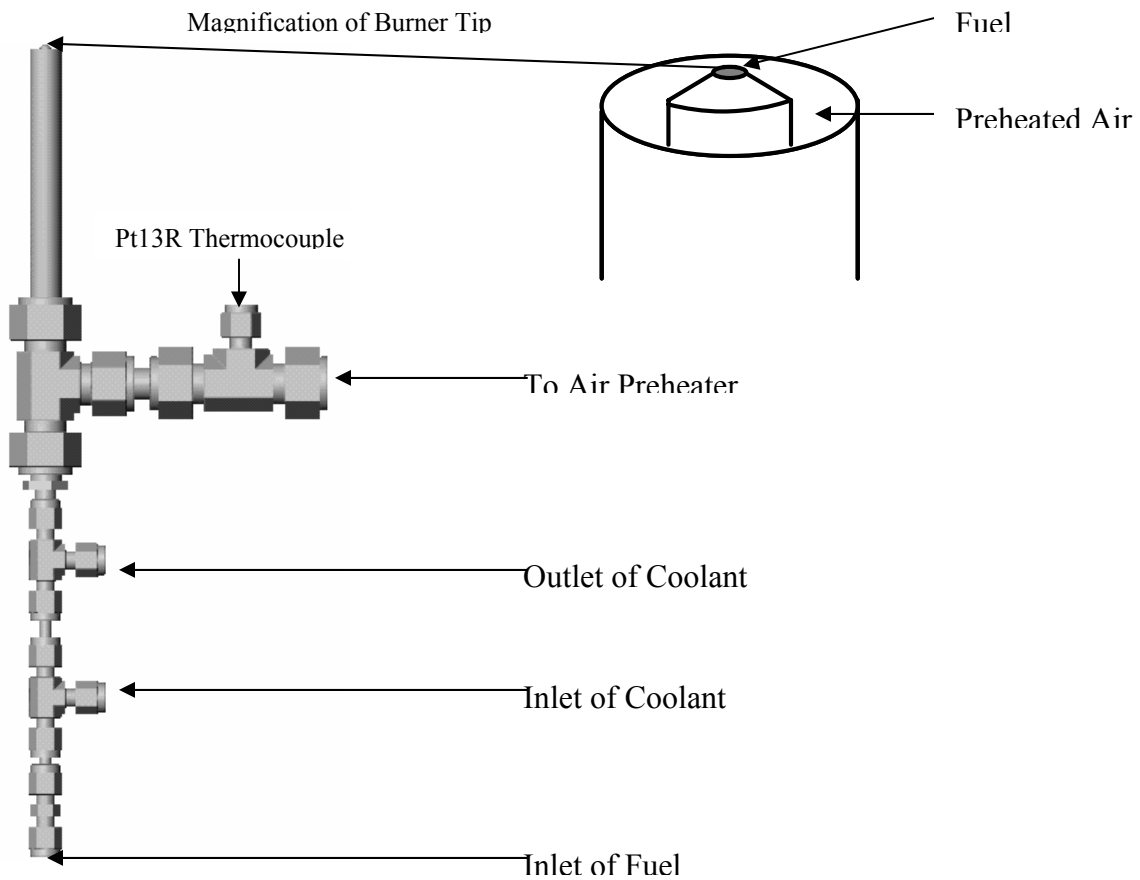 Magnification of Burner Tip
Fuel
Preheated Air
Pt13R Thermocouple
To Air Preheater
Outlet of Coolant
Inlet of Coolant
Inlet of Fuel